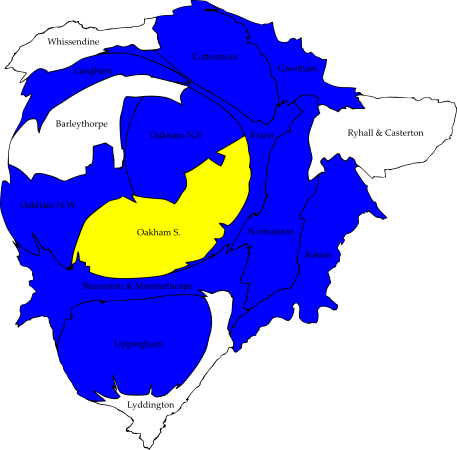 Whissendine
Cottesmore
Greetham
Langham
Barleythorpe
Oakham N.E.
Exton
Ryhall & Casterton
Oakham N.W.
Oakham S.
Normanton
Ketton
Braunston & Martinsthorpe
Uppingham
Lyddington